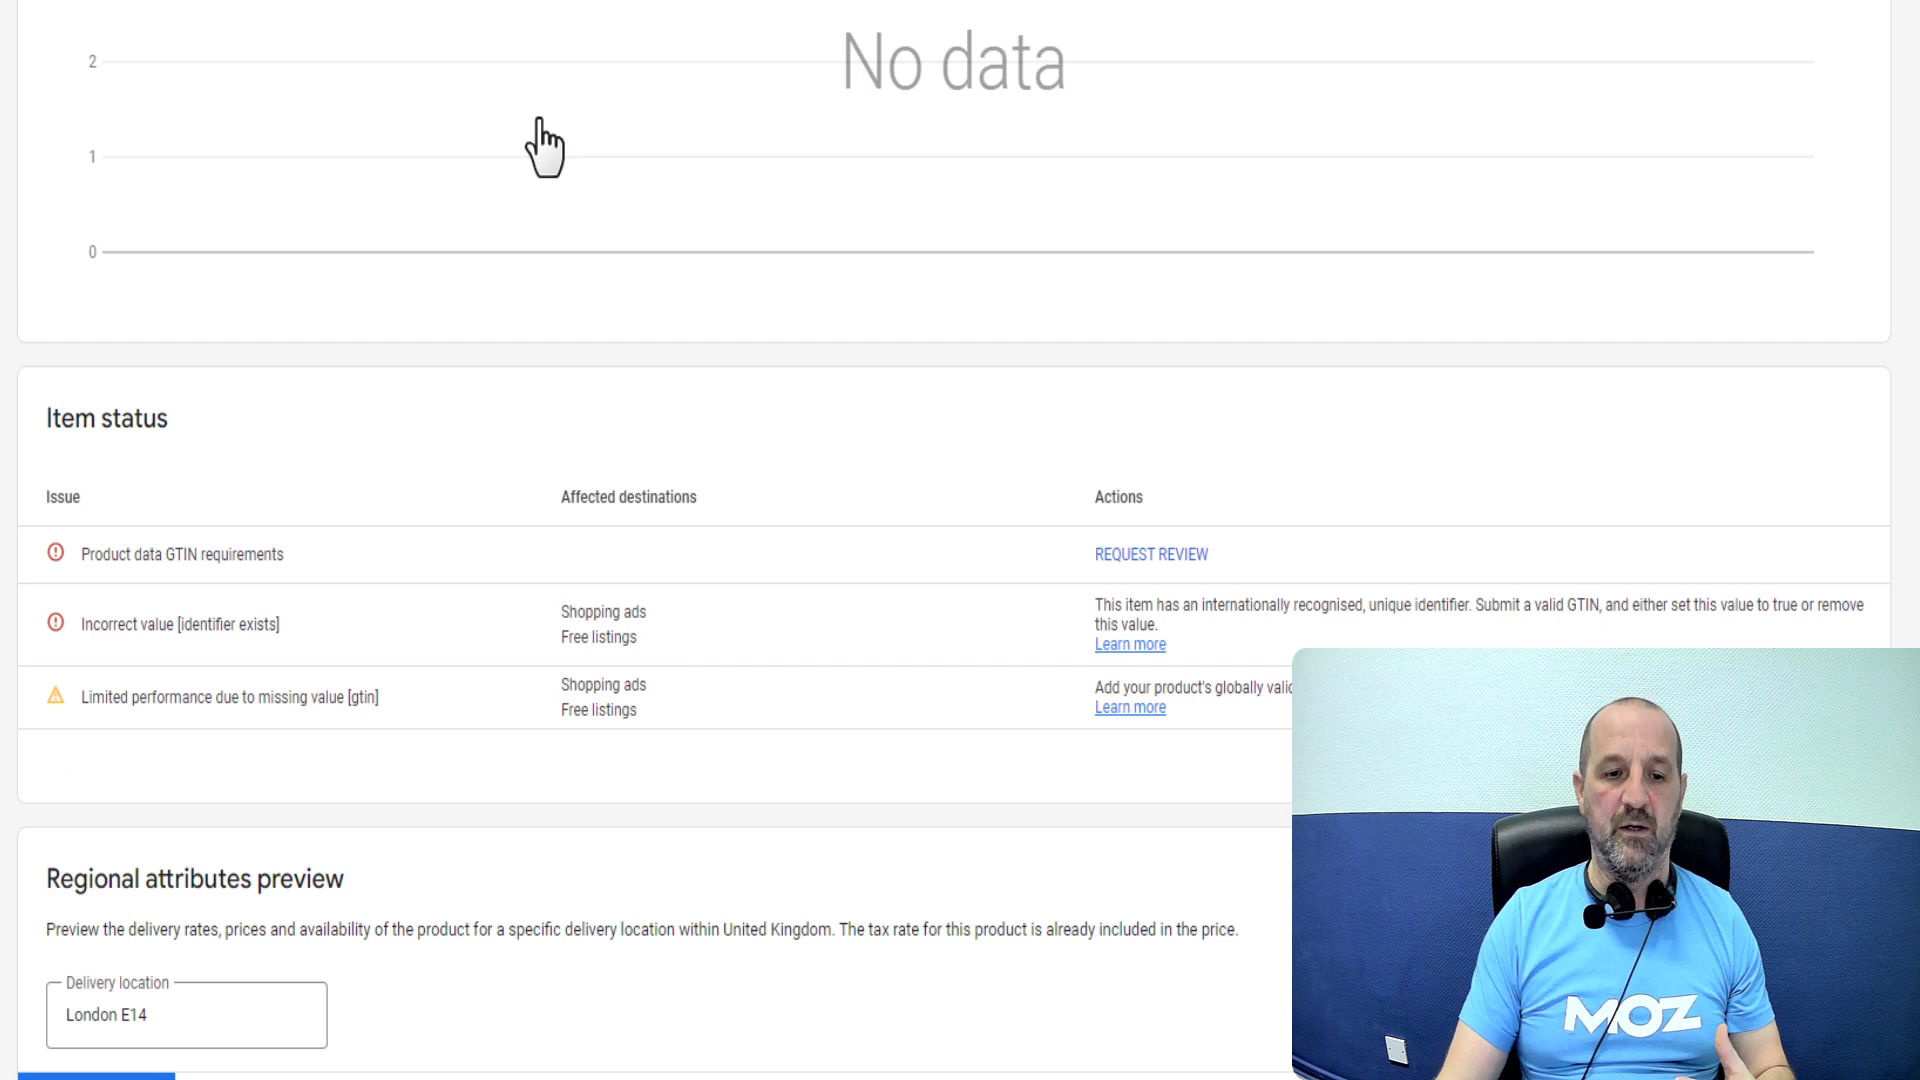 No data
2
1
0
Item status
Issue Affected destinations Actions
Product data GTIN requirements REQUEST REVIEW
Incorrect value [identifier exists]
Shopping ads
Free listings
This item has an internationally recognised, unique identifier. Submit a valid GTIN, and either set this value to true or remove
this value.
Learn more
Limited performance due to missing value [gtin]
Shopping ads
Free listings
Add your product's globally
Learn more
Regional attributes preview
Preview the delivery rates, prices and availability of the product for a specific delivery location within United Kingdom. The tax rate for this product is already included in the price.
Delivery location
London E14
MOZ